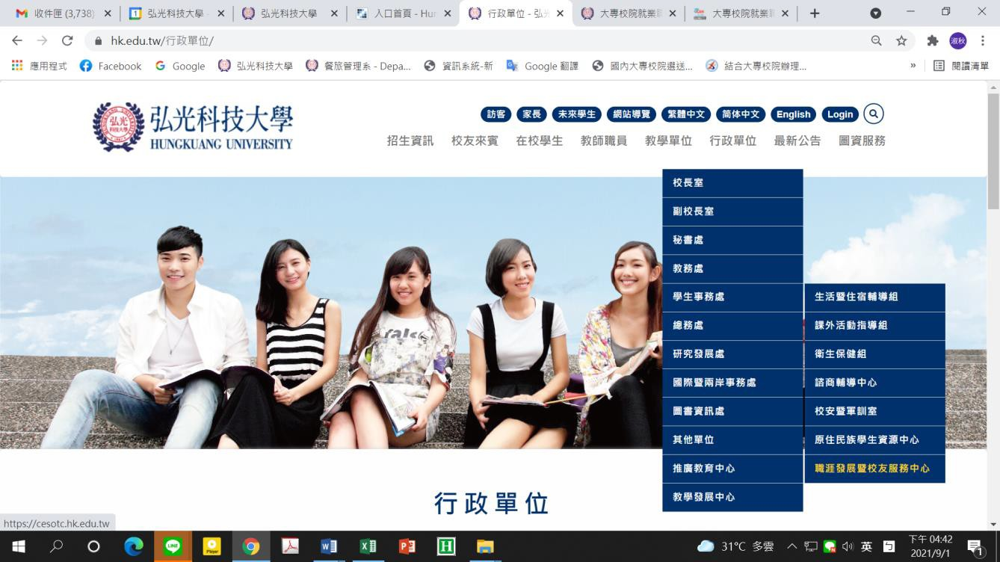 收件匣 (3,738)
弘光科技大學 -
弘光科技大學
入口首頁 - Hun
行政單位 - 弘光
大專校院就業職
大專校院就業職
hk.edu.tw/行政單位/
淑秋
應用程式
Facebook
Google
弘光科技大學
餐旅管理系 - Depa...
資訊系統-新
Google 翻譯
國內大專校院選送...
結合大專校院辦理...
»
閱讀清單
弘光科技大學
弘光科技大學
HUNGKUANG UNIVERSITY
訪客
家長
未來學生
網站導覽
繁體中文
简体中文
English
Login
招生資訊
校友來賓
在校學生
教師職員
教學單位
行政單位
最新公告
圖資服務
校長室
副校長室
秘書處
教務處
學生事務處
總務處
研究發展處
國際暨兩岸事務處
圖書資訊處
其他單位
推廣教育中心
教學發展中心
生活暨住宿輔導組
課外活動指導組
衛生保健組
諮商輔導中心
校安暨軍訓室
原住民族學生資源中心
職涯發展暨校友服務中心
行政單位
https://cesotc.hk.edu.tw
LINE
Player
31°C 多雲
英
下午 04:42
2021/9/1
1